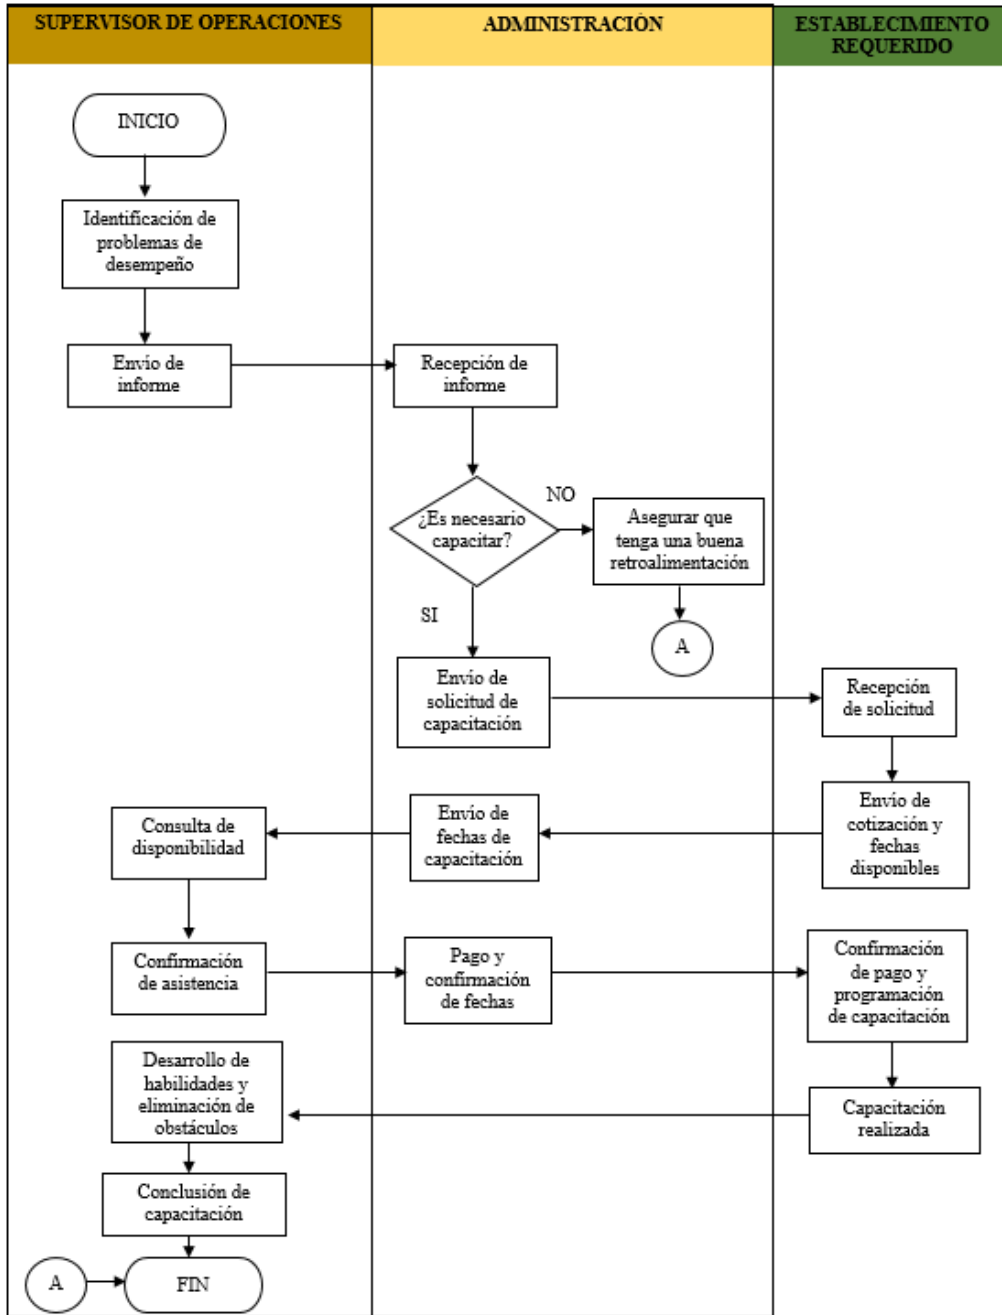 SUPERVISOR DE OPERACIONES
ADMINISTRACIÓN
ESTABLECIMIENTO
REQUERIDO
INICIO
Identificación de
problemas de
desempeño
Envío de
informe
Recepción de
informe
¿Es necesario
capacitar?
NO
Asegurar que
tenga una buena
retroalimentación
SI
A
Envío de
solicitud de
capacitación
Recepción
de solicitud
Envío de
cotización y
fechas
disponibles
Envío de
fechas de
capacitación
Consulta de
disponibilidad
Confirmación
de asistencia
Pago y
confirmación
de fechas
Confirmación
de pago y
programación
de capacitación
Capacitación
realizada
Desarrollo de
habilidades y
eliminación de
obstáculos
Conclusión de
capacitación
A
FIN